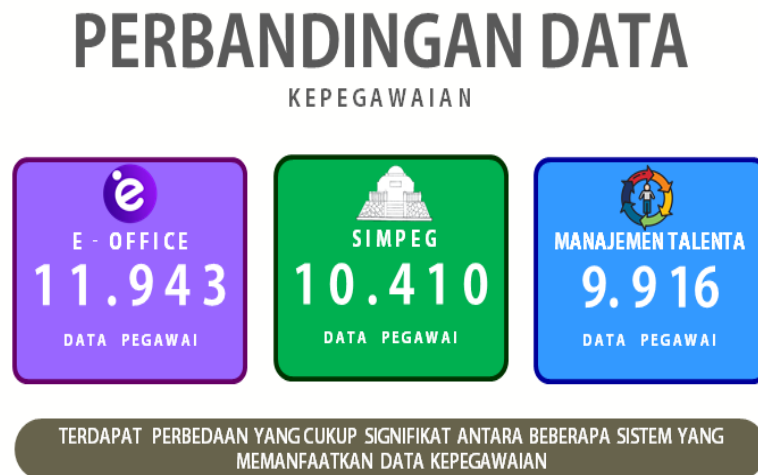 PERBANDINGAN DATA
KEPEGAWAIAN
e
E - OFFICE
11.943
DATA PEGAWAI
SIMPEG
10.410
DATA PEGAWAI
MANAJEMEN TALENTA
9.916
DATA PEGAWAI
TERDAPAT PERBEDAAN YANG CUKUP SIGNIFIKAT ANTARA BEBERAPA SISTEM YANG
MEMANFAATKAN DATA KEPEGAWAIAN